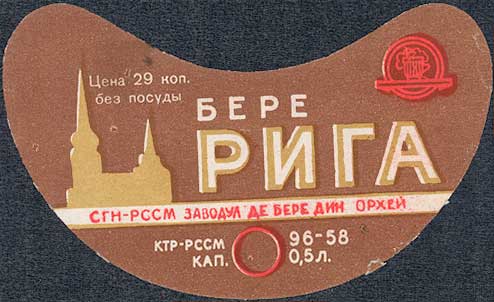 Цена 29 коп.
без посуды
БЕРЕ
РИГА
СГН-РССМ ЗАВОДУЛ ДЕ БЕРЕ ДИН ОРХЕЙ
КТР-РССМ 96-58
КАП. 0,5л.